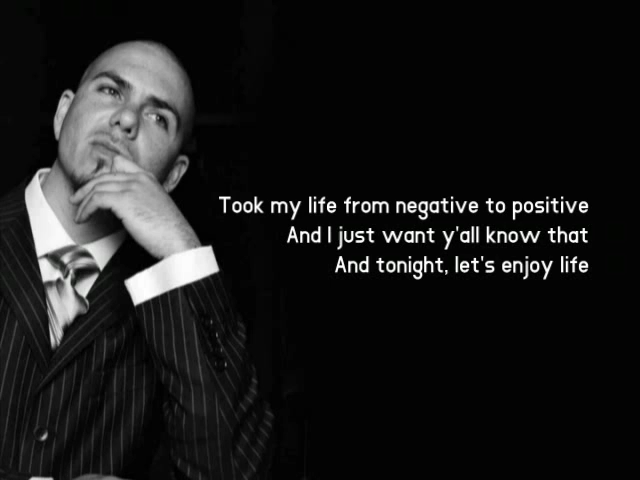 Took my life from negative to positive
And I just want y'all know that
And tonight, let's enjoy life